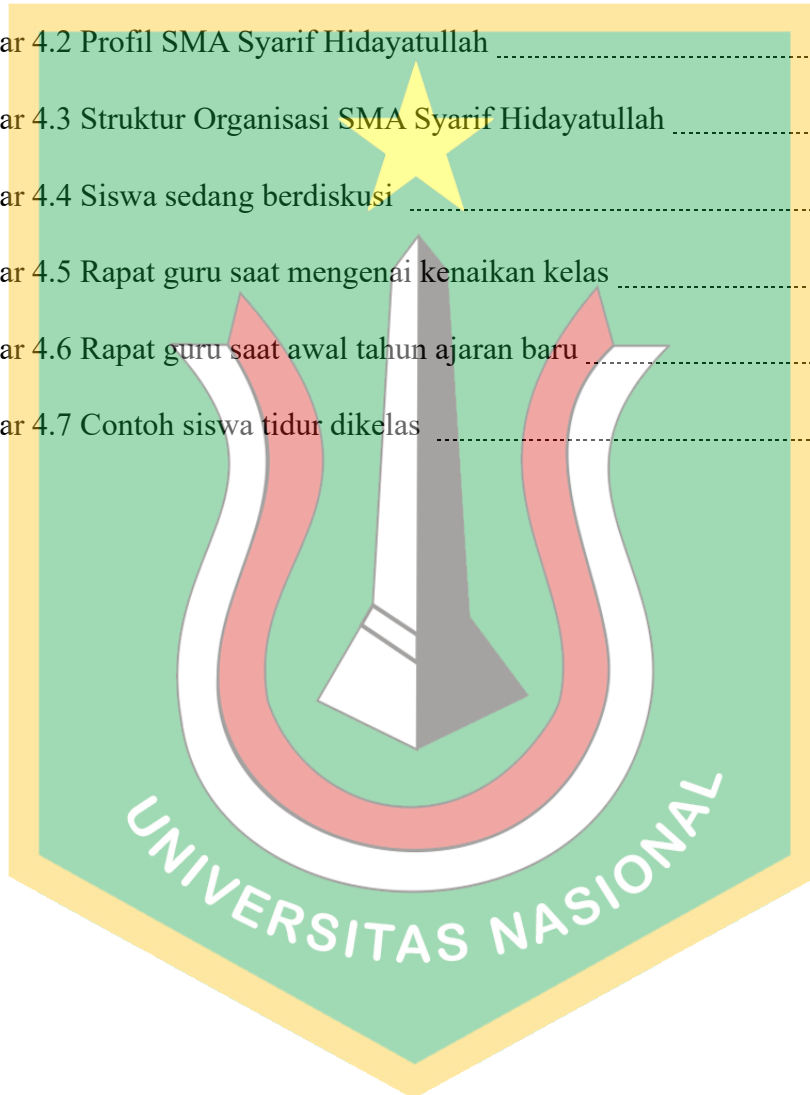 ar 4.2 Profil SMA Syarif Hidayatullah
ar 4.3 Struktur Organisasi SMA Syarif Hidayatullah
ar 4.4 Siswa sedang berdiskusi
ar 4.5 Rapat guru saat mengenai kenaikan kelas
ar 4.6 Rapat guru saat awal tahun ajaran baru
ar 4.7 Contoh siswa tidur dikelas
UNIVERSITAS NASIONAL